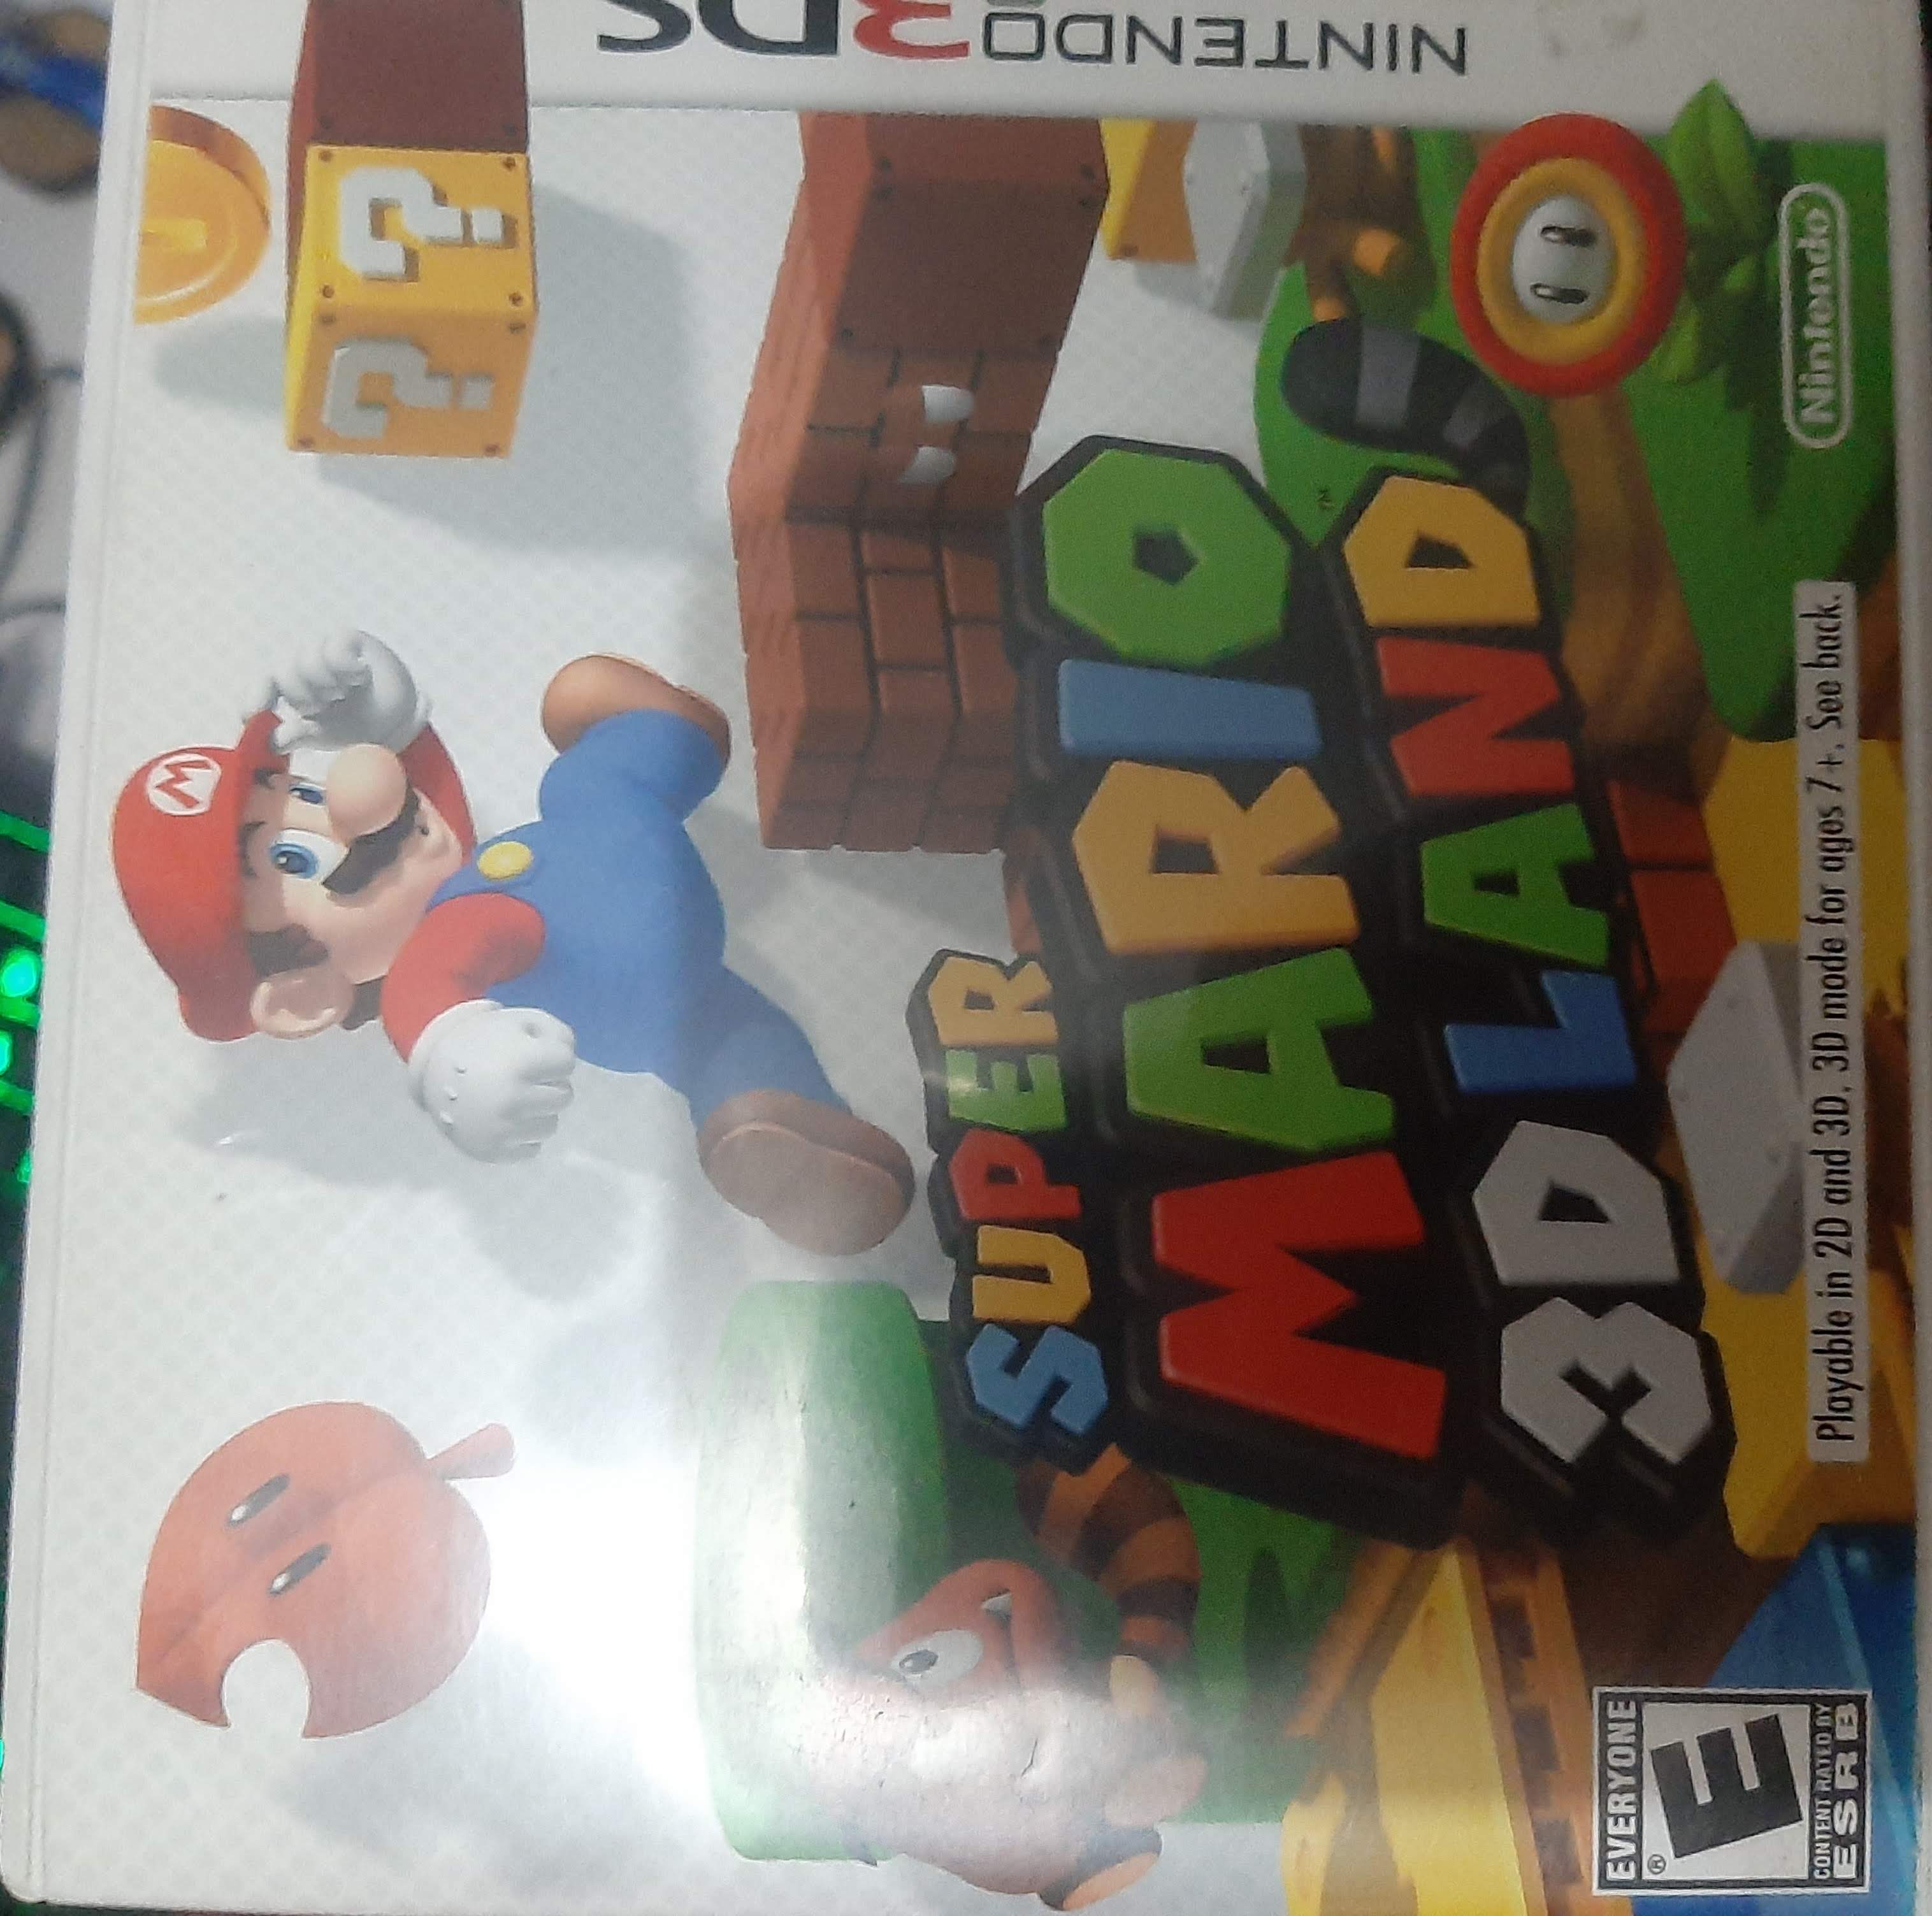 M
? ?
NINTENDO 3DS
SUPER
MARIO
™
3D LAND
EVERYONE
®
E
CONTENT RATED BY
ESRB
Playable in 2D and 3D. 3D mode for ages 7+. See back.
Nintendo